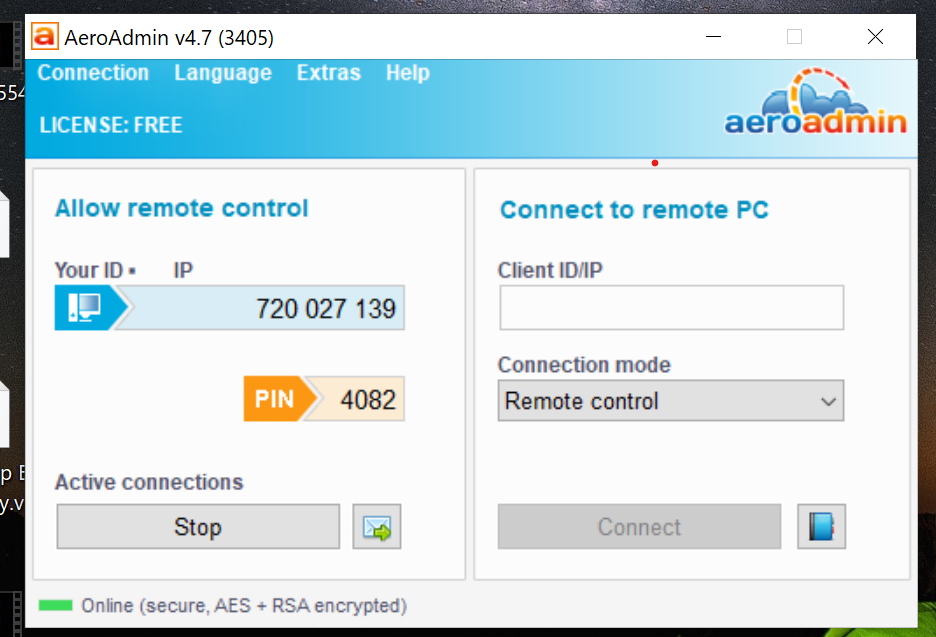 AeroAdmin v4.7 (3405)
Connection Language Extras Help
LICENSE: FREE
aeroadmin
Allow remote control
Your ID IP
720 027 139
PIN 4082
Active connections
Stop
Connect to remote PC
Client ID/IP
Connection mode
Remote control
Connect
Online (secure, AES + RSA encrypted)
554
p E
y.v